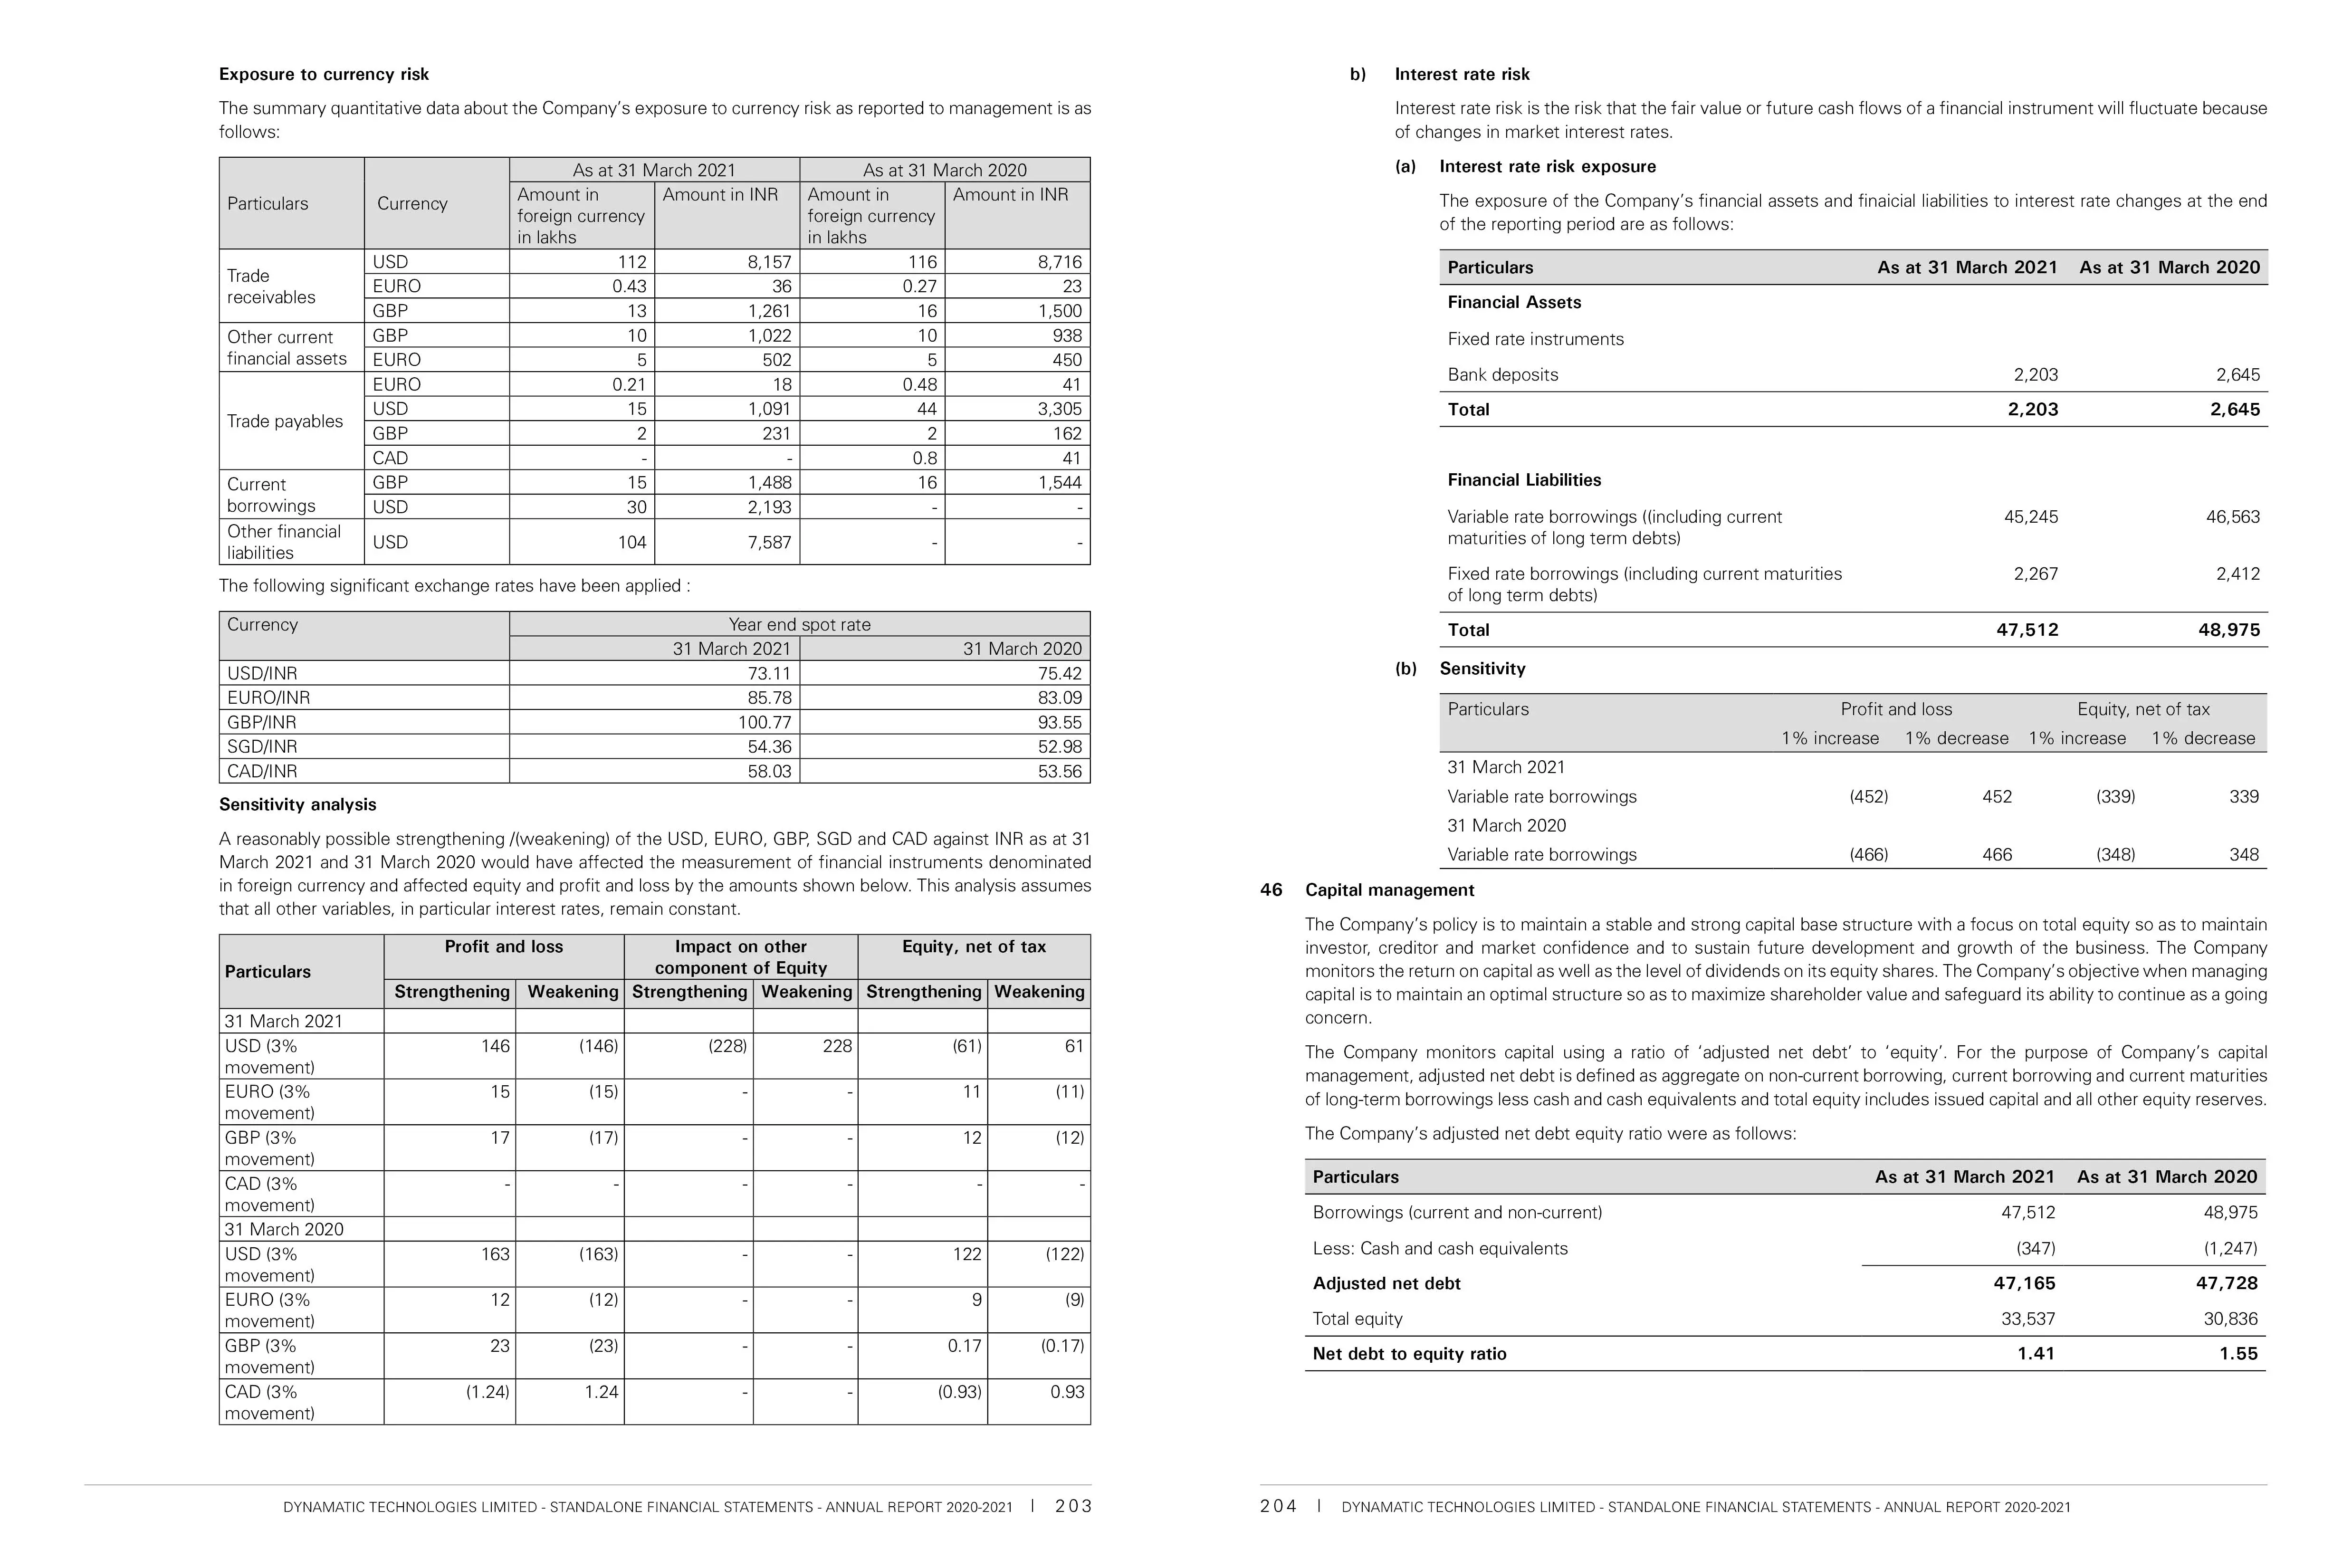 Exposure to currency risk
The summary quantitative data about the Company's exposure to currency risk as reported to management is as
follows:
Particulars Currency As at 31 March 2021 As at 31 March 2020
Amount in foreign currency in lakhs Amount in INR Amount in foreign currency in lakhs Amount in INR
Trade receivables USD 112 8,157 116 8,716
EURO 0.43 36 0.27 23
GBP 13 1,261 16 1,500
Other current financial assets GBP 10 1,022 10 938
EURO 5 502 5 450
Trade payables EURO 0.21 18 0.48 41
USD 15 1,091 44 3,305
GBP 2 231 2 162
CAD - - 0.8 41
Current borrowings GBP 15 1,488 16 1,544
USD 30 2,193 - -
Other financial liabilities USD 104 7,587 - -
The following significant exchange rates have been applied :
Currency Year end spot rate
31 March 2021 31 March 2020
USD/INR 73.11 75.42
EURO/INR 85.78 83.09
GBP/INR 100.77 93.55
SGD/INR 54.36 52.98
CAD/INR 58.03 53.56
Sensitivity analysis
A reasonably possible strengthening /(weakening) of the USD, EURO, GBP, SGD and CAD against INR as at 31
March 2021 and 31 March 2020 would have affected the measurement of financial instruments denominated
in foreign currency and affected equity and profit and loss by the amounts shown below. This analysis assumes
that all other variables, in particular interest rates, remain constant.
Particulars Profit and loss Impact on other component of Equity Equity, net of tax
Strengthening Weakening Strengthening Weakening Strengthening Weakening
31 March 2021
USD (3% movement) 146 (146) (228) 228 (61) 61
EURO (3% movement) 15 (15) - - 11 (11)
GBP (3% movement) 17 (17) - - 12 (12)
CAD (3% movement) - - - - - -
31 March 2020
USD (3% movement) 163 (163) - - 122 (122)
EURO (3% movement) 12 (12) - - 9 (9)
GBP (3% movement) 23 (23) - - 0.17 (0.17)
CAD (3% movement) (1.24) 1.24 - - (0.93) 0.93
DYNAMATIC TECHNOLOGIES LIMITED - STANDALONE FINANCIAL STATEMENTS - ANNUAL REPORT 2020-2021 | 203
b) Interest rate risk
Interest rate risk is the risk that the fair value or future cash flows of a financial instrument will fluctuate because
of changes in market interest rates.
(a) Interest rate risk exposure
The exposure of the Company's financial assets and finaicial liabilities to interest rate changes at the end
of the reporting period are as follows:
Particulars As at 31 March 2021 As at 31 March 2020
Financial Assets
Fixed rate instruments
Bank deposits 2,203 2,645
Total 2,203 2,645
Financial Liabilities
Variable rate borrowings ((including current 45,245 46,563
maturities of long term debts)
Fixed rate borrowings (including current maturities 2,267 2,412
of long term debts)
Total 47,512 48,975
(b) Sensitivity
Particulars Profit and loss Equity, net of tax
1% increase 1% decrease 1% increase 1% decrease
31 March 2021
Variable rate borrowings (452) 452 (339) 339
31 March 2020
Variable rate borrowings (466) 466 (348) 348
46 Capital management
The Company's policy is to maintain a stable and strong capital base structure with a focus on total equity so as to maintain
investor, creditor and market confidence and to sustain future development and growth of the business. The Company
monitors the return on capital as well as the level of dividends on its equity shares. The Company's objective when managing
capital is to maintain an optimal structure so as to maximize shareholder value and safeguard its ability to continue as a going
concern.
The Company monitors capital using a ratio of 'adjusted net debt' to 'equity'. For the purpose of Company's capital
management, adjusted net debt is defined as aggregate on non-current borrowing, current borrowing and current maturities
of long-term borrowings less cash and cash equivalents and total equity includes issued capital and all other equity reserves.
The Company's adjusted net debt equity ratio were as follows:
Particulars As at 31 March 2021 As at 31 March 2020
Borrowings (current and non-current) 47,512 48,975
Less: Cash and cash equivalents (347) (1,247)
Adjusted net debt 47,165 47,728
Total equity 33,537 30,836
Net debt to equity ratio 1.41 1.55
204 | DYNAMATIC TECHNOLOGIES LIMITED - STANDALONE FINANCIAL STATEMENTS - ANNUAL REPORT 2020-2021